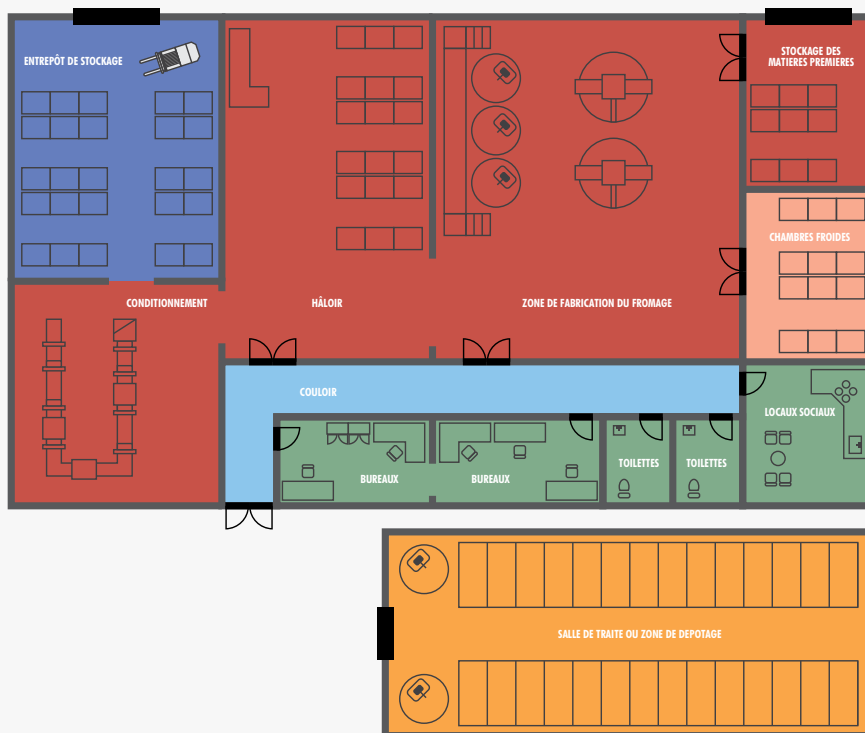 ENTREPÔT DE STOCKAGE
STOCKAGE DES
MATIERES PREMIERES
CHAMBRES FROIDES
CONDITIONNEMENT
HÂLOIR
ZONE DE FABRICATION DU FROMAGE
COULOIR
LOCAUX SOCIAUX
BUREAUX
BUREAUX
TOILETTES
TOILETTES
SALLE DE TRAITE OU ZONE DE DEPOTAGE